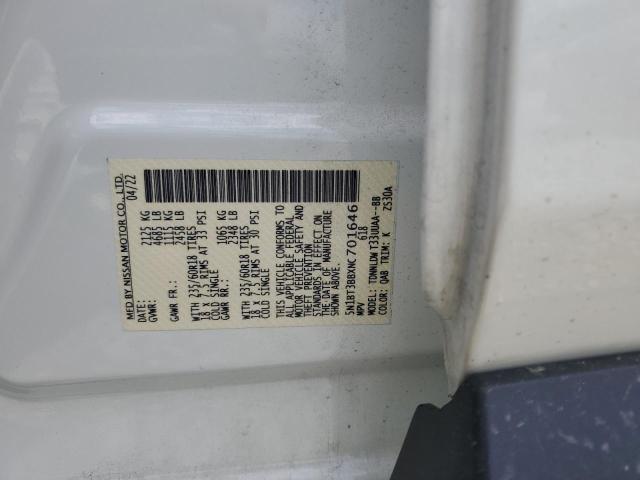 MFD BY NISSAN MOTOR CO., LTD.
DATE: 04/22
GVWR: 2125 KG
4685 LB
GAWR FR.: 1115 KG
2458 LB
WITH 235/60R18 TIRES
18 X 7.5 RIMS AT 33 PSI
COLD SINGLE
GAWR RR.: 1065 KG
2348 LB
WITH 235/60R18 TIRES
18 X 7.5 RIMS AT 30 PSI
COLD SINGLE
THIS VEHICLE CONFORMS TO
ALL APPLICABLE FEDERAL
MOTOR VEHICLE SAFETY AND
THEFT PREVENTION
STANDARDS IN EFFECT ON
THE DATE OF MANUFACTURE
SHOWN ABOVE.
5N1BT3BBXNC701646
MPV 618
MODEL: TDNNLDW T33UUAA--BB
COLOR: QAB TRIM: K ZS30A